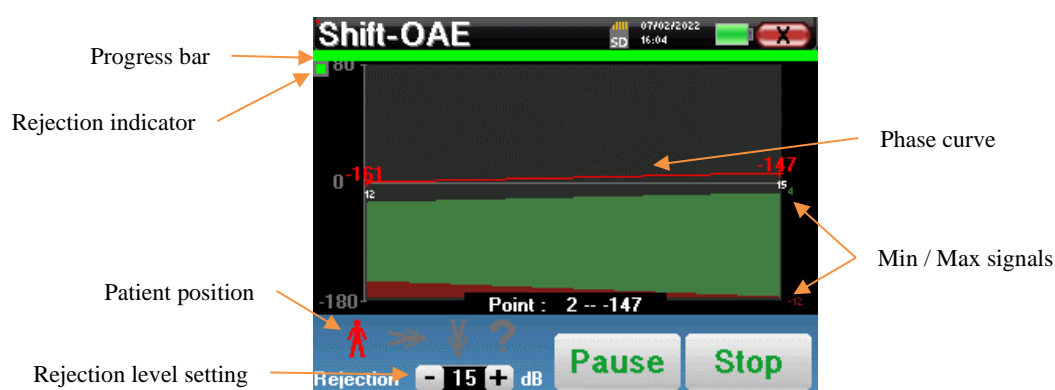 Shift-OAE
SD
07/02/2022
16:04
X
Progress bar
80
Rejection indicator
Phase curve
-161
-147
0
12
15
4
Min / Max signals
Patient position
-180
Point : 2 -- -147
-12
?
Pause
Stop
Rejection level setting
Rejection - 15 + dB